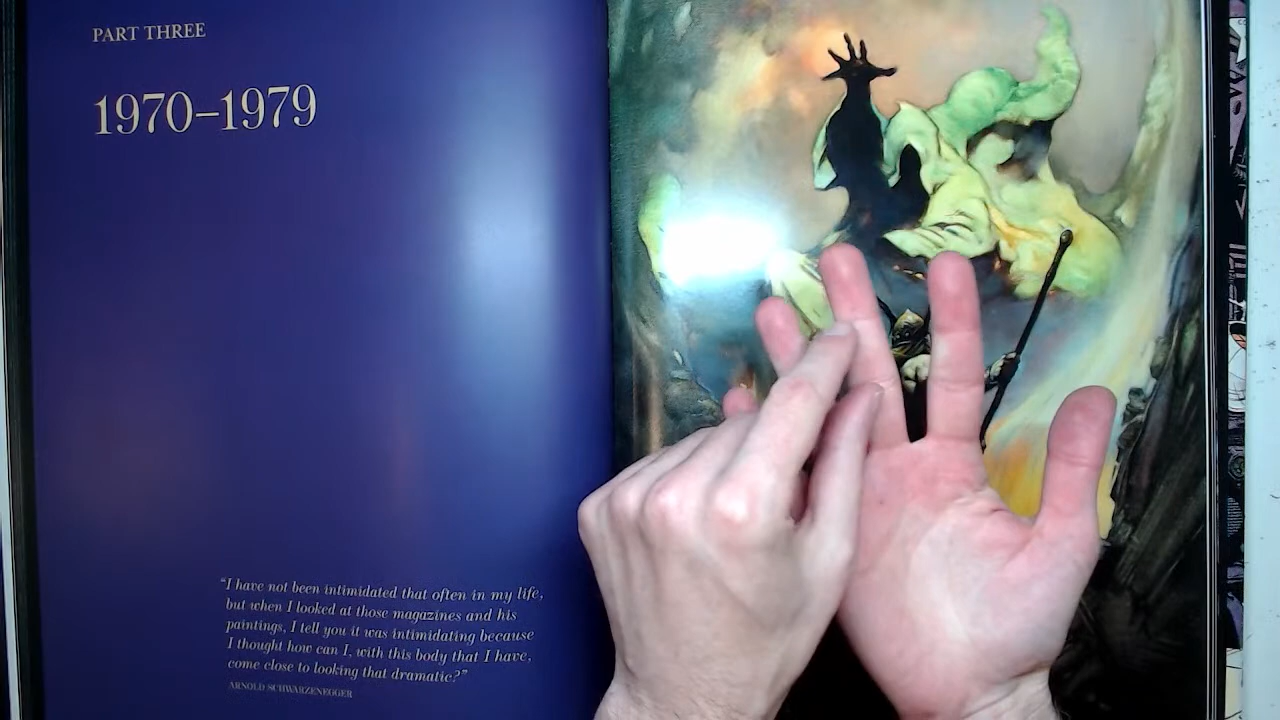 PART THREE
1970–1979
“I have not been intimidated that often in my life,
but when I looked at those magazines and his
paintings, I tell you it was intimidating because
I thought how can I, with this body that I have,
come close to looking that dramatic?”
ARNOLD SCHWARZENEGGER